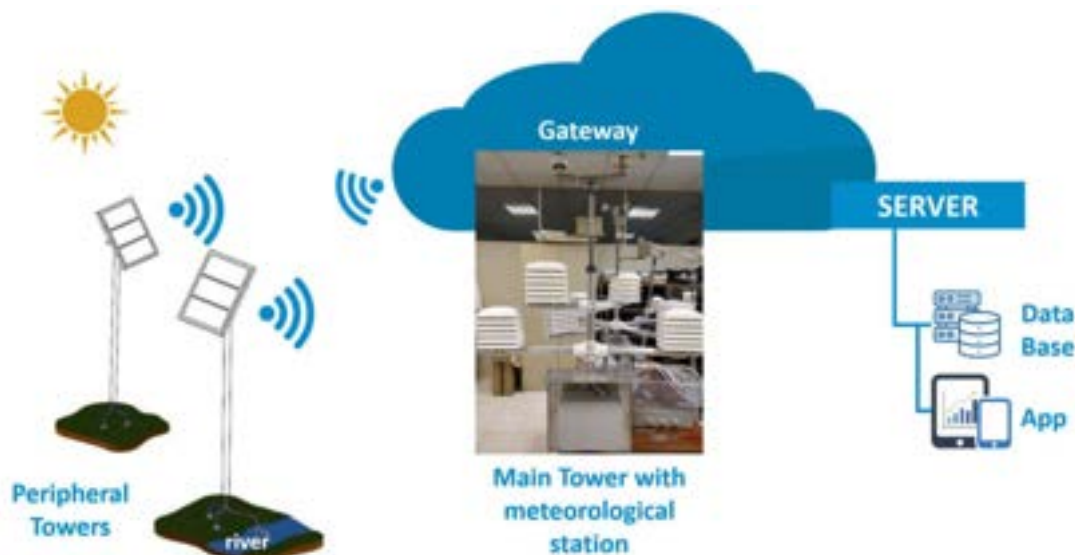 Gateway
SERVER
Data
Base
App
Peripheral
Towers
river
Main Tower with
meteorological
station